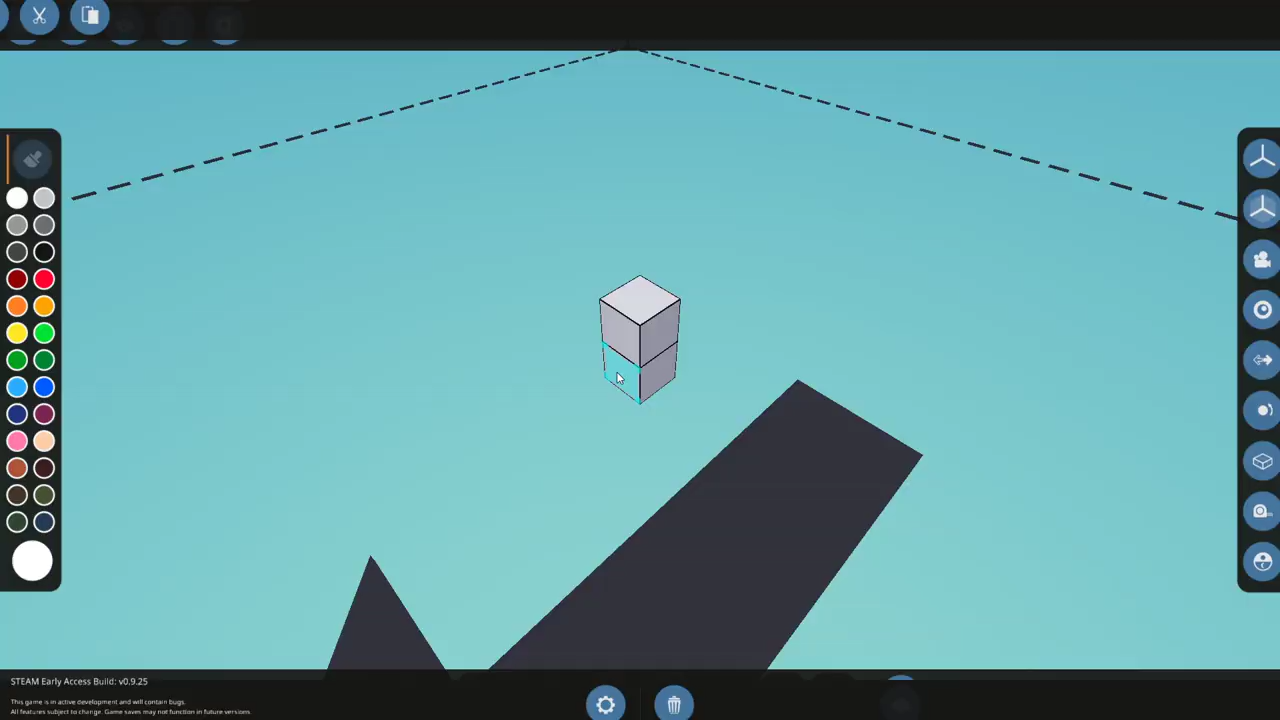 STEAM Early Access Build: v0.9.25
This game is in active development and will contain bugs.
All features subject to change. Game saves may not function in future versions.